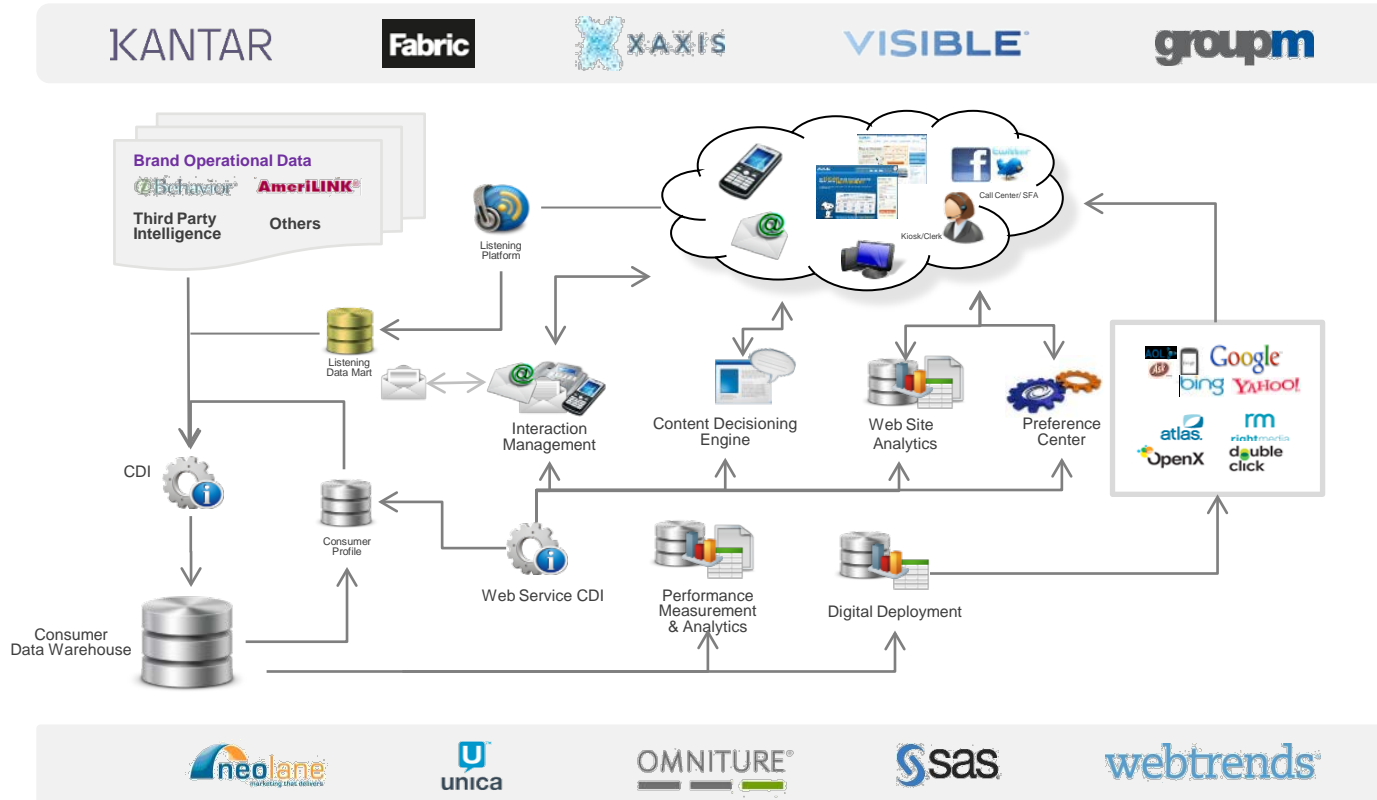 KANTAR
Fabric
XAXIS
VISIBLE
groupm
Brand Operational Data
iBehavior® AmeriLINK®
Third Party
Intelligence
Others
Listening
Platform
twitter
Call Center/ SFA
Kiosk/Clerk
Listening
Data Mart
Interaction
Management
Content Decisioning
Engine
Web Site
Analytics
Preference
Center
AOL
Ask
Google
bing YAHOO!
atlas.
rm
rightmedia
OpenX
double
click
CDI
Consumer
Profile
Web Service CDI
Performance
Measurement
& Analytics
Digital Deployment
Consumer
Data Warehouse
neolane
marketing that delivers
unica
OMNITURE®
sas
webtrends